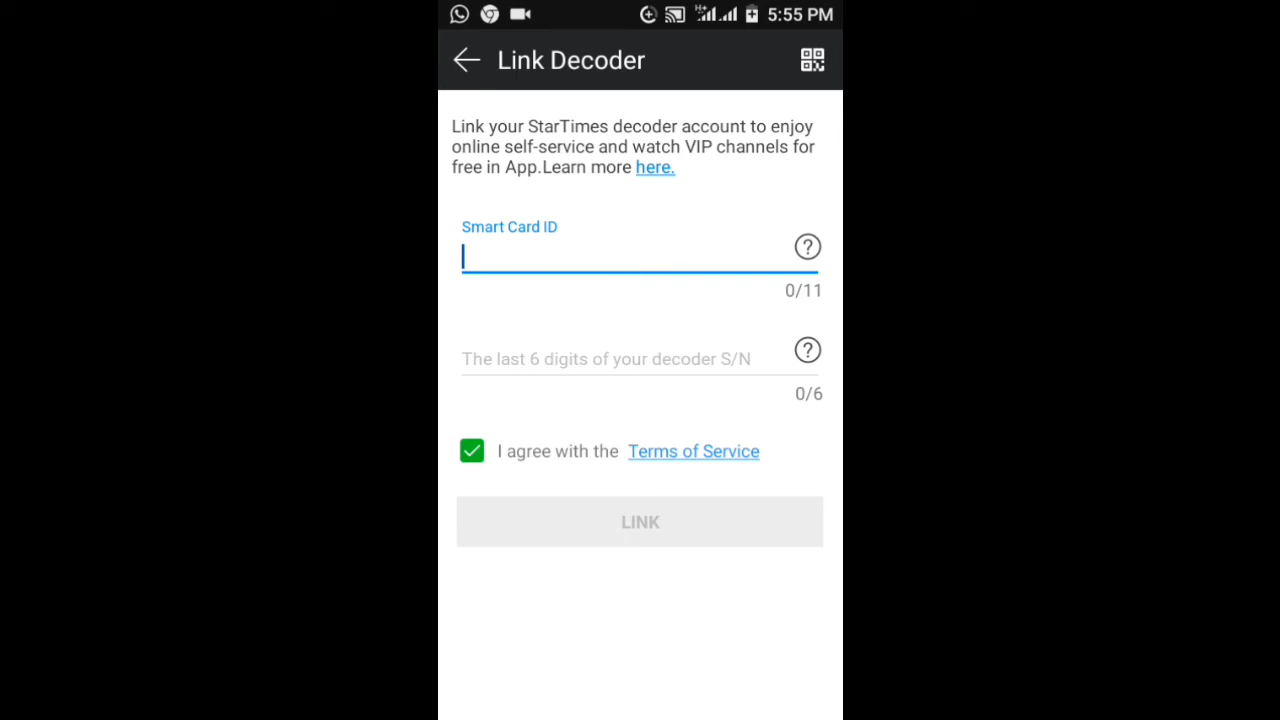 H+ 5:55 PM
Link Decoder
Link your StarTimes decoder account to enjoy
online self-service and watch VIP channels for
free in App.Learn more here.
Smart Card ID
?
0/11
The last 6 digits of your decoder S/N
?
0/6
I agree with the Terms of Service
LINK